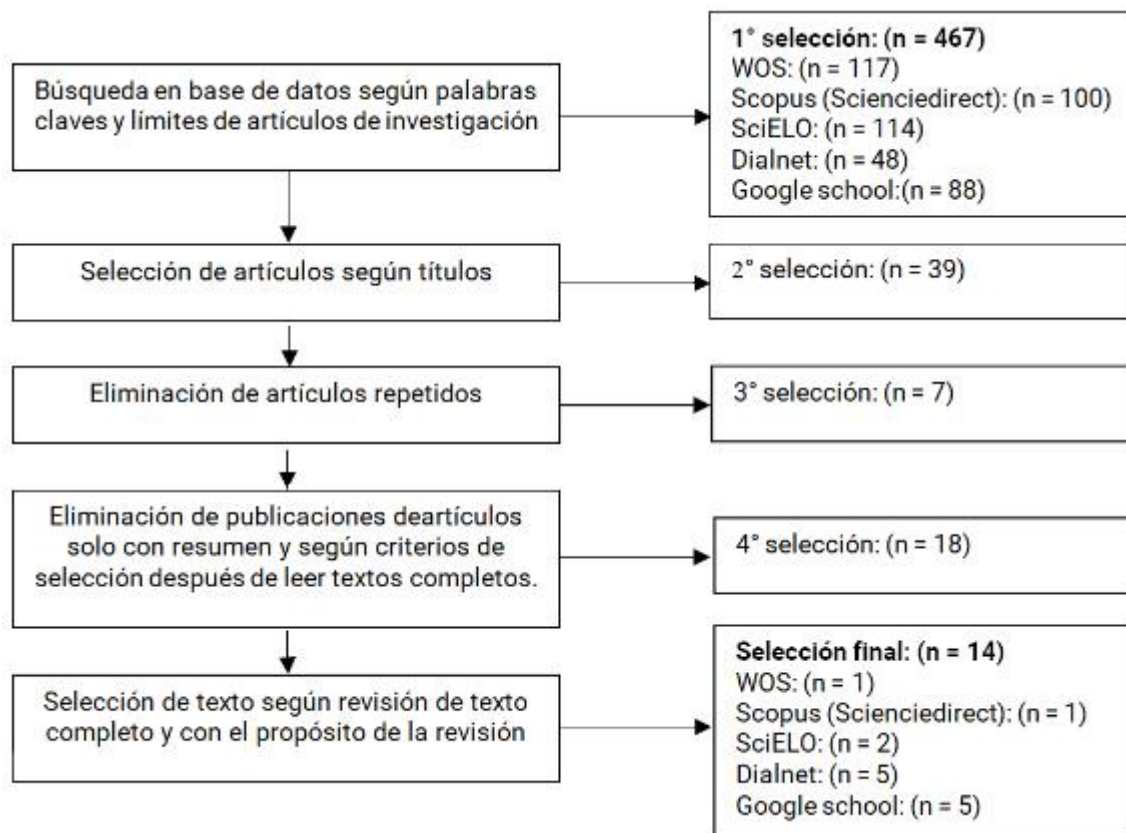 Búsqueda en base de datos según palabras
claves y límites de artículos de investigación
1° selección: (n = 467)
WOS: (n = 117)
Scopus (Scienciedirect): (n = 100)
SciELO: (n = 114)
Dialnet: (n = 48)
Google school:(n = 88)
Selección de artículos según títulos
2° selección: (n = 39)
Eliminación de artículos repetidos
3° selección: (n = 7)
Eliminación de publicaciones deartículos
solo con resumen y según criterios de
selección después de leer textos completos.
4° selección: (n = 18)
Selección de texto según revisión de texto
completo y con el propósito de la revisión
Selección final: (n = 14)
WOS: (n = 1)
Scopus (Scienciedirect): (n = 1)
SciELO: (n = 2)
Dialnet: (n = 5)
Google school: (n = 5)